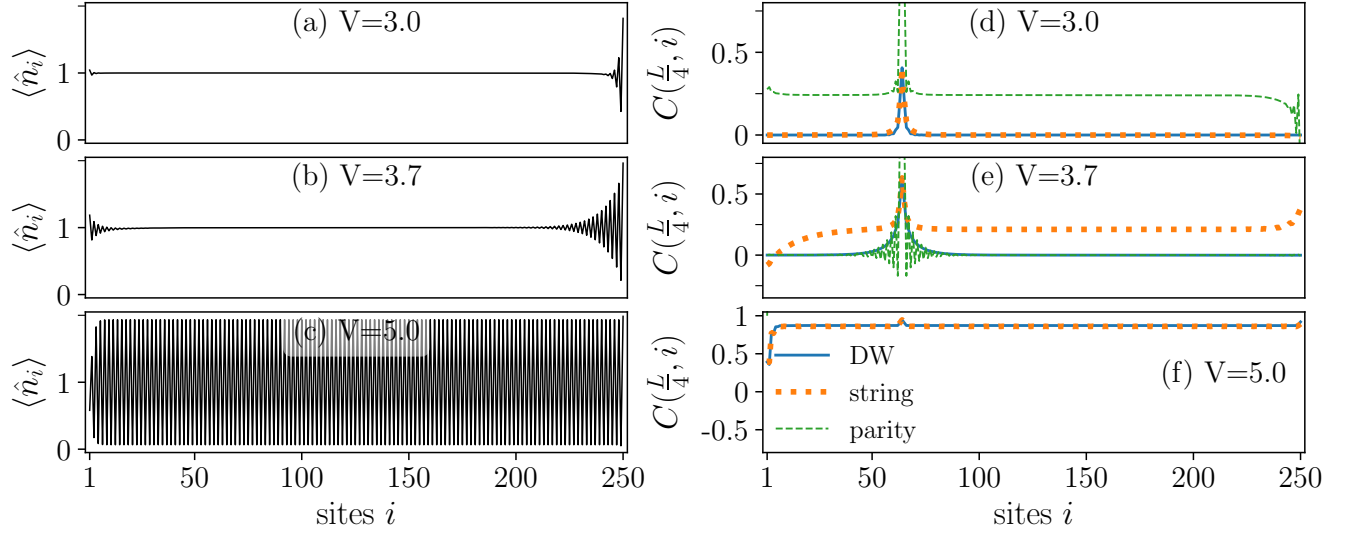 (a) V=3.0
⟨n̂ᵢ⟩
1
0
(b) V=3.7
⟨n̂ᵢ⟩
1
0
(c) V=5.0
⟨n̂ᵢ⟩
1
0
1 50 100 150 200 250
sites i
(d) V=3.0
C(L/4, i)
0.5
0
(e) V=3.7
C(L/4, i)
0.5
0
(f) V=5.0
C(L/4, i)
1
0.5
0
-0.5
DW
string
parity
1 50 100 150 200 250
sites i